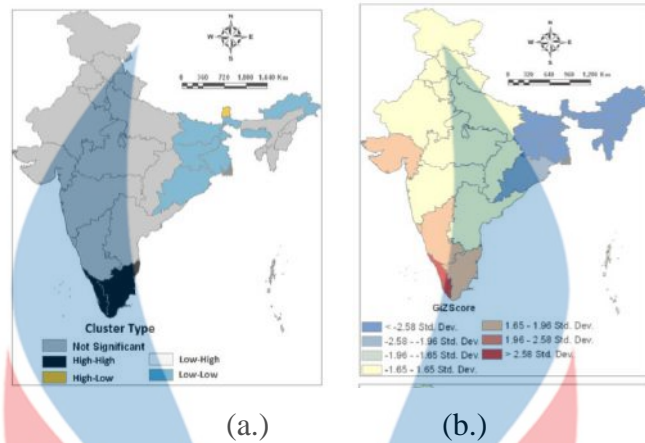 N
W E
S
N
W E
S
Cluster Type
Not Significant
High-High
High-Low
Low-High
Low-Low
GiZScore
< -2.58 Std. Dev.
-2.58 - -1.96 Std. Dev.
-1.96 - -1.65 Std. Dev.
-1.65 - 1.65 Std. Dev.
1.65 - 1.96 Std. Dev.
1.96 - 2.58 Std. Dev.
> 2.58 Std. Dev.
(a.)
(b.)